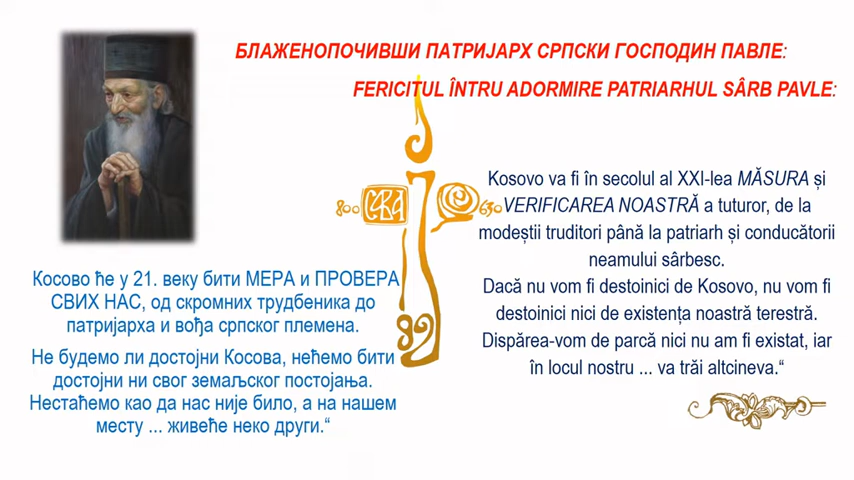 БЛАЖЕНОПОЧИВШИ ПАТРИЈАРХ СРПСКИ ГОСПОДИН ПАВЛЕ:
FERICITUL ÎNTRU ADORMIRE PATRIARHUL SÂRB PAVLE:
800
630
Косово ће у 21. веку бити МЕРА и ПРОВЕРА
СВИХ НАС, од скромних трудбеника до
патријарха и вођа српског племена.
Не будемо ли достојни Косова, нећемо бити
достојни ни свог земаљског постојања.
Нестаћемо као да нас није било, а на нашем
месту ... живеће неко други.“
Kosovo va fi în secolul al XXI-lea MĂSURA și
VERIFICAREA NOASTRĂ a tuturor, de la
modeștii truditori până la patriarh și conducătorii
neamului sârbesc.
Dacă nu vom fi destoinici de Kosovo, nu vom fi
destoinici nici de existența noastră terestră.
Dispărea-vom de parcă nici nu am fi existat, iar
în locul nostru ... va trăi altcineva.“